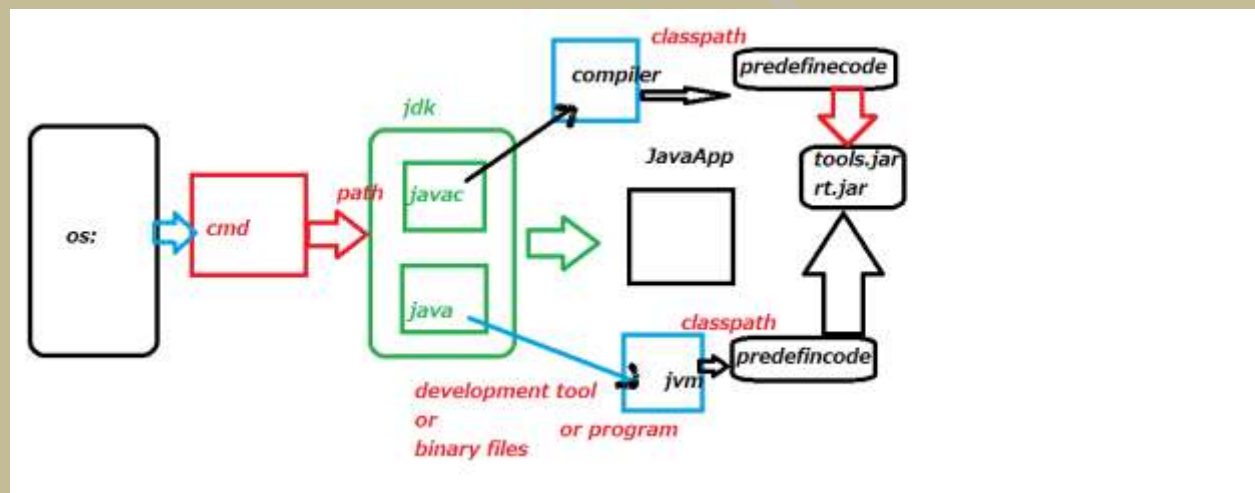 classpath
predefinecode
compiler
jdk
JavaApp
tools.jar
rt.jar
path
javac
os:
cmd
java
classpath
predefincode
jvm
development tool
or
binary files
or program